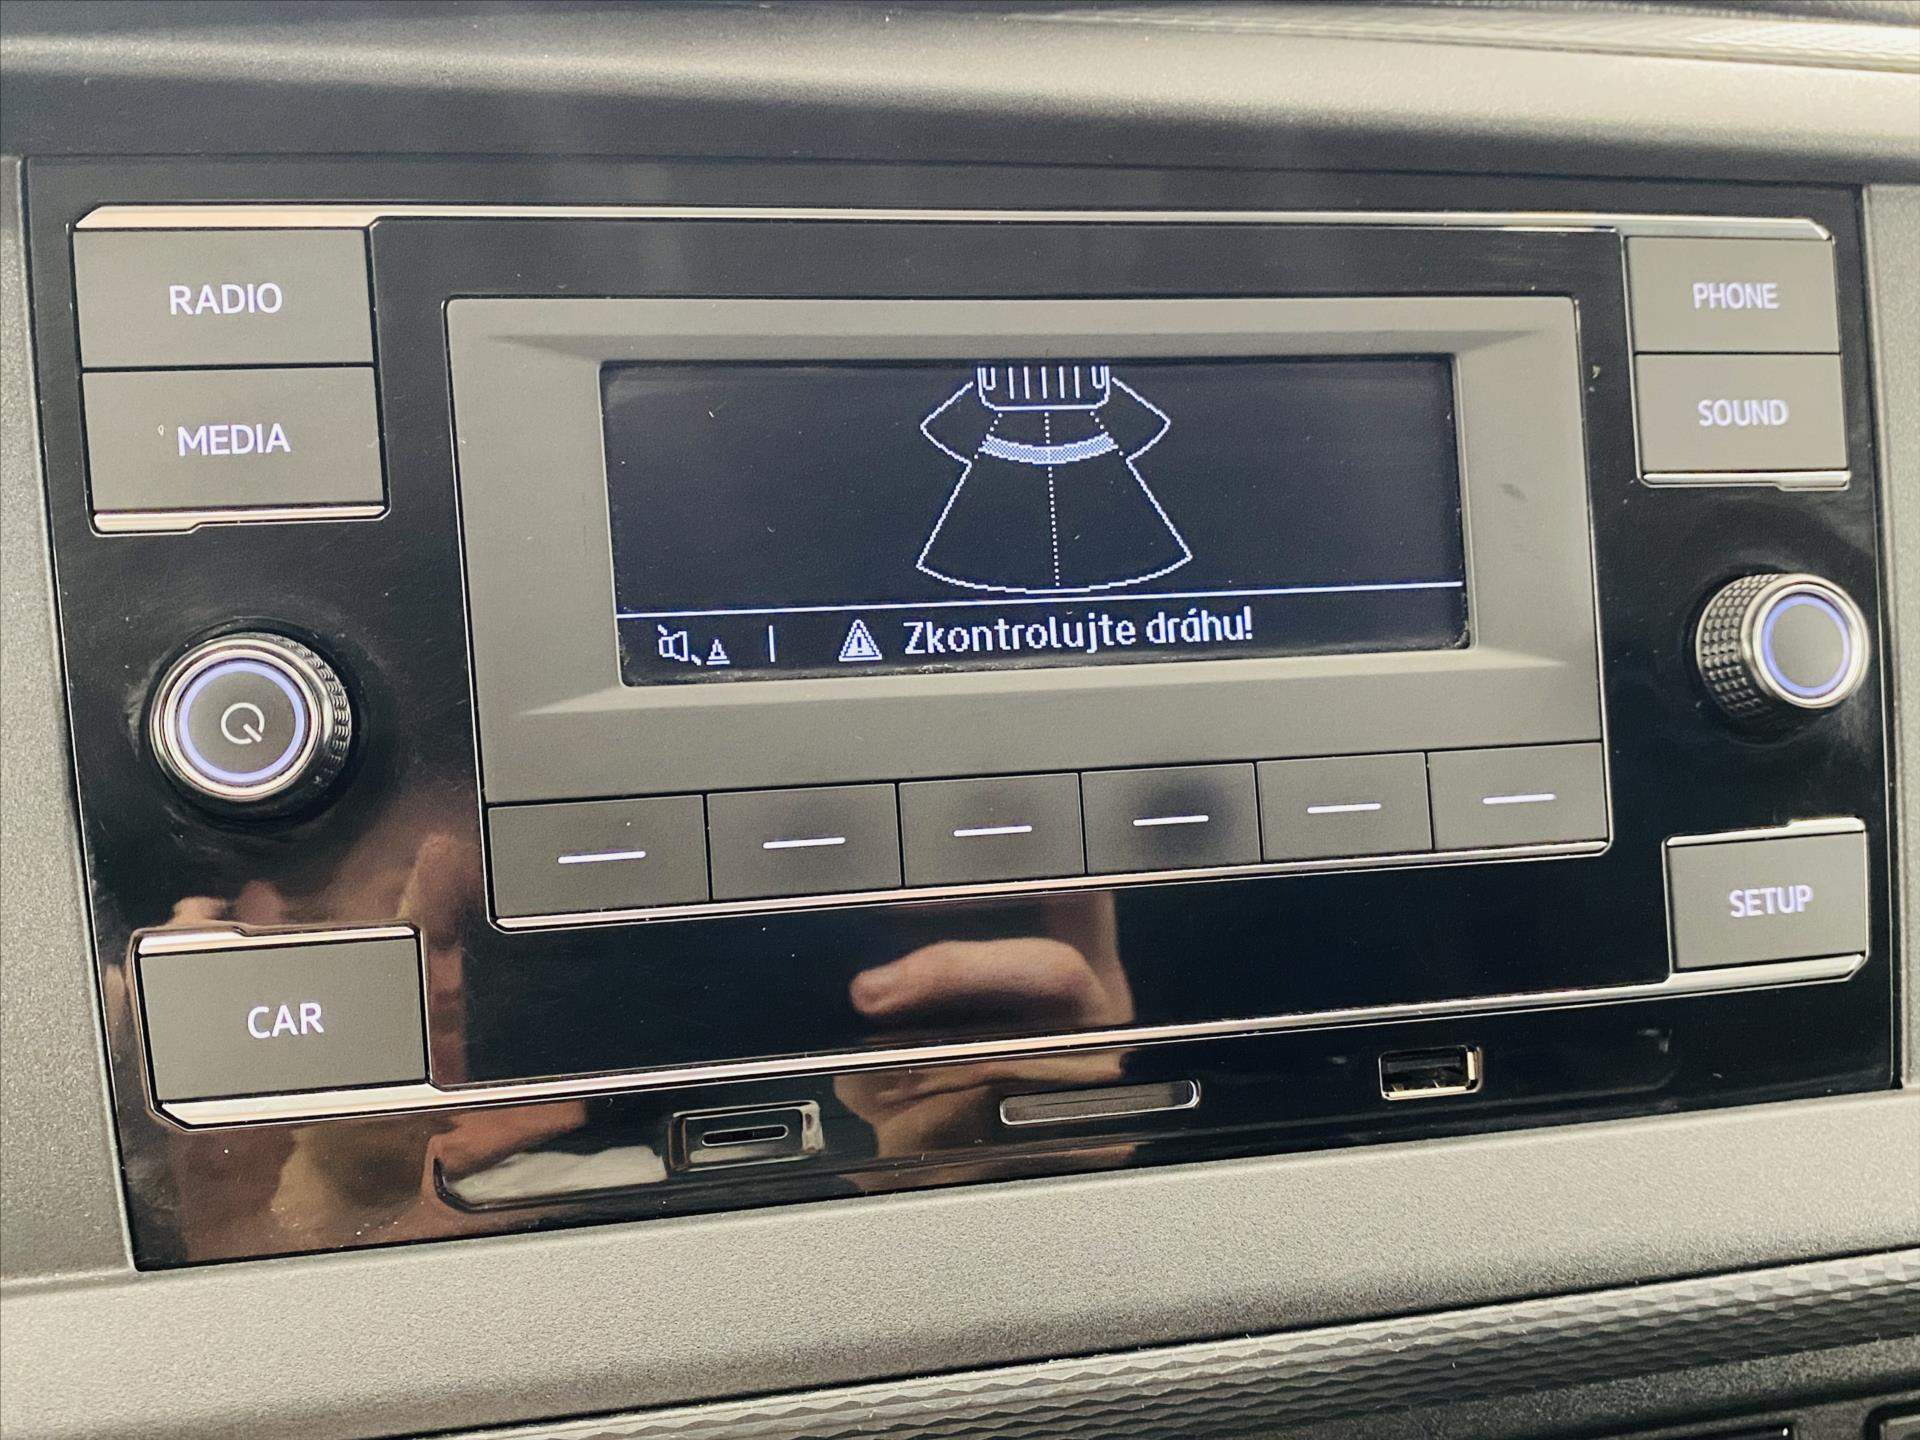 RADIO
MEDIA
PHONE
SOUND
Zkontrolujte dráhu!
SETUP
CAR